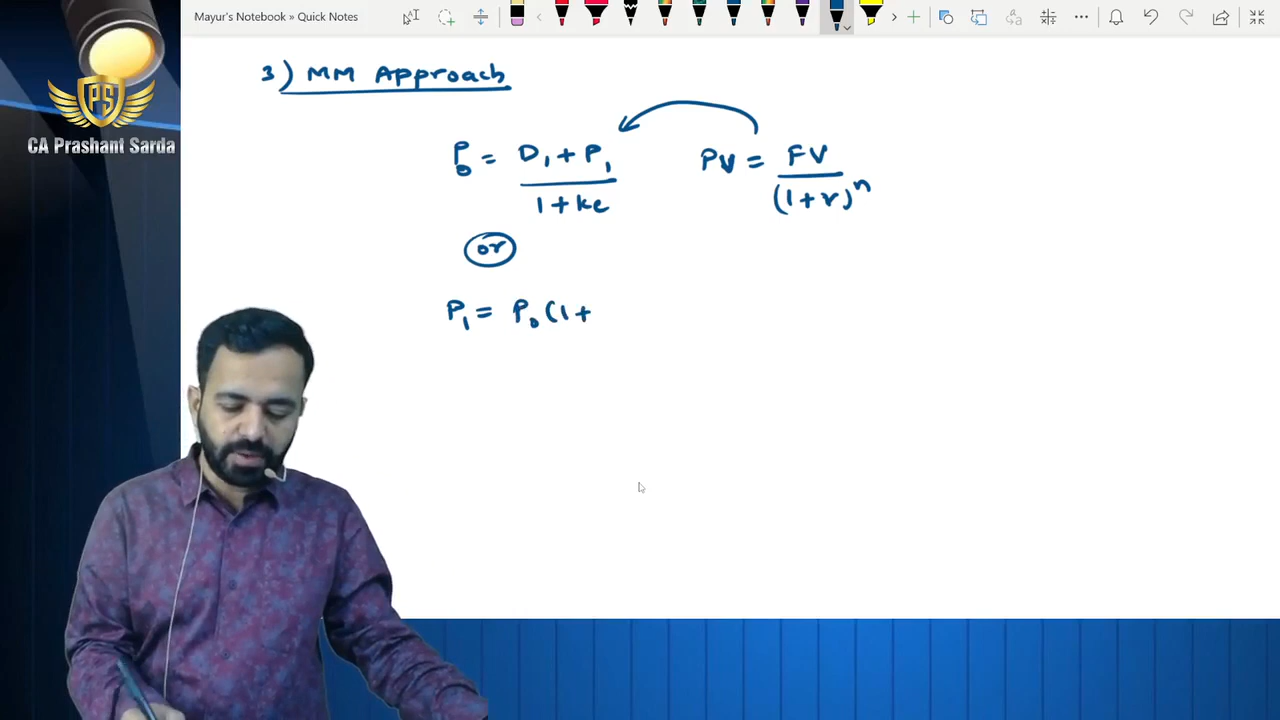 Mayur's Notebook » Quick Notes
3) MM Approach
P0 = D1 + P1 / 1 + ke
PV = FV / (1 + r)^n
or
P1 = P0 (1 +
PS
CA Prashant Sarda